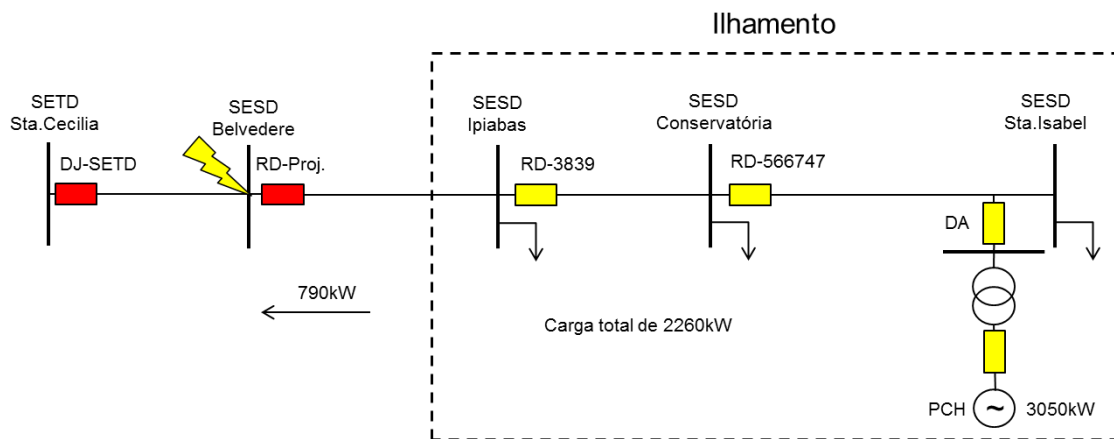 Ilhamento
SETD
Sta.Cecilia
SESD
Belvedere
SESD
Ipiabas
SESD
Conservatória
SESD
Sta.Isabel
DJ-SETD
RD-Proj.
RD-3839
RD-566747
DA
790kW
Carga total de 2260kW
PCH
~
3050kW